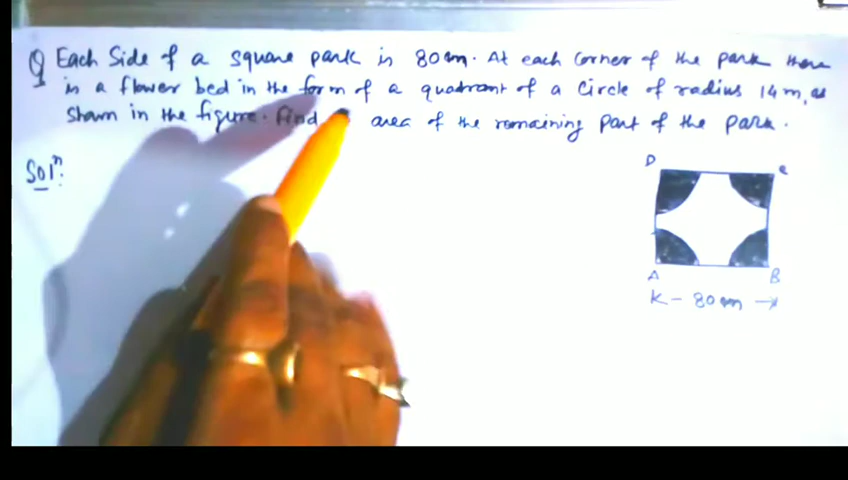 Q Each Side of a square park is 80m. At each corner of the park there
is a flower bed in the form of a quadrant of a circle of radius 14m, as
shown in the figure. Find area of the remaining part of the park.
Solⁿ:
D C
A B
80m